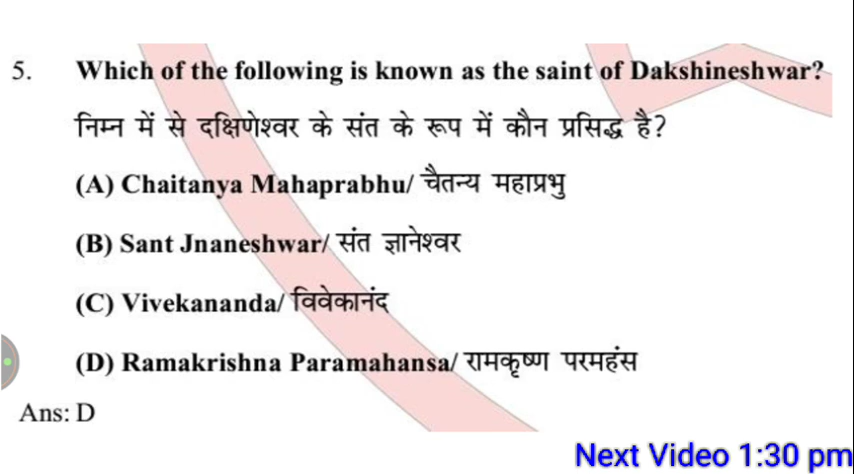 5. Which of the following is known as the saint of Dakshineshwar?
निम्न में से दक्षिणेश्वर के संत के रूप में कौन प्रसिद्ध है?
(A) Chaitanya Mahaprabhu/ चैतन्य महाप्रभु
(B) Sant Jnaneshwar/ संत ज्ञानेश्वर
(C) Vivekananda/ विवेकानंद
(D) Ramakrishna Paramahansa/ रामकृष्ण परमहंस
Ans: D
Next Video 1:30 pm